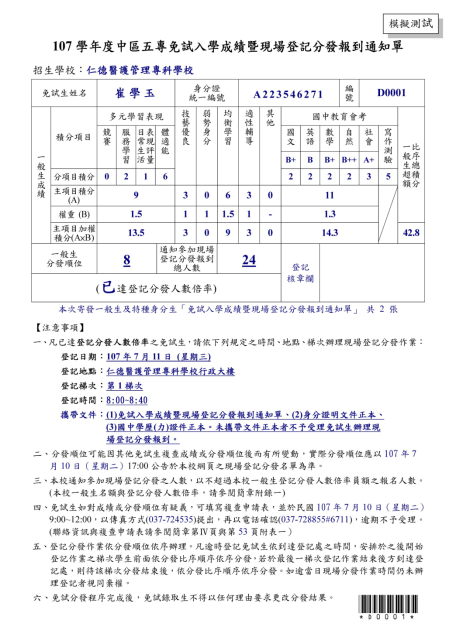 模擬測試
107 學年度中區五專免試入學成績暨現場登記分發報到通知單
招生學校：仁德醫護管理專科學校
免試生姓名 崔 學 玉 身分證統一編號 A223546271 編號 D0001
一般生成績 積分項目 多元學習表現 技藝優良 弱勢身分 均衡學習 適性輔導 其他 國中教育會考 一般生總積分 比序超額
競賽 服務學習 日常生活 表現評量 體適能 國文 英語 數學 自然 社會 寫作測驗
B+ B B+ B++ A+
分項目積分 0 2 1 6 2 2 2 2 3 5
主項目積分(A) 9 3 0 6 3 0 11
權重 (B) 1.5 1 1 1.5 1 - 1.3
主項目加權積分(AxB) 13.5 3 0 9 3 0 14.3 42.8
一般生分發順位 8 通知參加現場登記分發報到總人數 24 登記核章欄
(已達登記分發人數倍率)
本次寄發一般生及特種身分生「免試入學成績暨現場登記分發報到通知單」 共 2 張
【注意事項】
一、凡已達登記分發人數倍率之免試生，請依下列規定之時間、地點、梯次辦理現場登記分發作業：
登記日期：107 年 7 月 11 日 (星期三)
登記地點：仁德醫護管理專科學校行政大樓
登記梯次：第 1 梯次
登記時間：8:00~8:40
攜帶文件：(1)免試入學成績暨現場登記分發報到通知單、(2)身分證明文件正本、
(3)國中學歷(力)證件正本。未攜帶文件正本者不予受理免試生辦理現
場登記分發報到。
二、分發順位可能因其他免試生複查成績或分發順位後而有所變動，實際分發順位應以 107 年 7
月 10 日（星期二）17:00 公告於本校網頁之現場登記分發名單為準。
三、本校通知參加現場登記分發之人數，以不超過本校一般生登記分發人數倍率員額之報名人數。
(本校一般生名額與登記分發人數倍率，請參閱簡章附錄一)
四、免試生如對成績或分發順位有疑義，可填寫複查申請表，並於民國 107 年 7 月 10 日（星期二）
9:00~12:00，以傳真方式(037-724535)提出，再以電話確認(037-728855#6711)，逾期不予受理。
(聯絡資訊與複查申請表請參閱簡章第Ⅳ頁與第 53 頁附表一)
五、登記分發作業依分發順位依序辦理。凡逾時登記免試生依到達登記處之時間，安排於之後開始
登記作業之梯次學生前面依分發比序順序依序分發。若於最後一梯次登記作業結束後方到達登
記處，則待該梯次分發結束後，依分發比序順序依序分發。如逾當日現場分發作業時間仍未辦
理登記者視同棄權。
六、免試分發程序完成後，免試錄取生不得以任何理由要求更改分發結果。
*D0001*